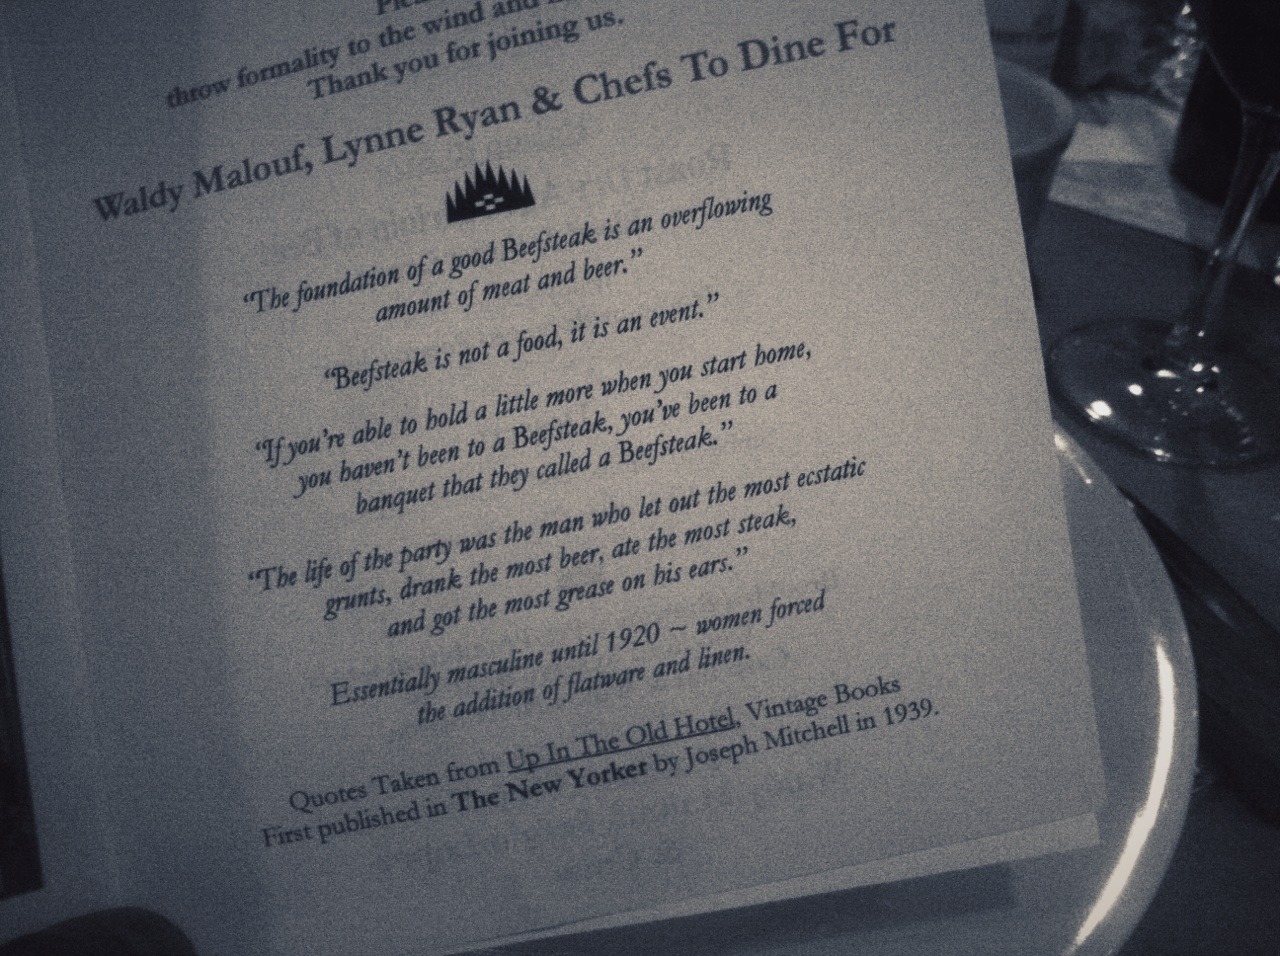 throw formality to the wind and
Thank you for joining us.
Waldy Malouf, Lynne Ryan & Chefs To Dine For
“The foundation of a good Beefsteak is an overflowing
amount of meat and beer.”
“Beefsteak is not a food, it is an event.”
“If you’re able to hold a little more when you start home,
you haven’t been to a Beefsteak, you’ve been to a
banquet that they called a Beefsteak.”
“The life of the party was the man who let out the most ecstatic
grunts, drank the most beer, ate the most steak,
and got the most grease on his ears.”
Essentially masculine until 1920 ~ women forced
the addition of flatware and linen.
Quotes Taken from Up In The Old Hotel, Vintage Books
First published in The New Yorker by Joseph Mitchell in 1939.